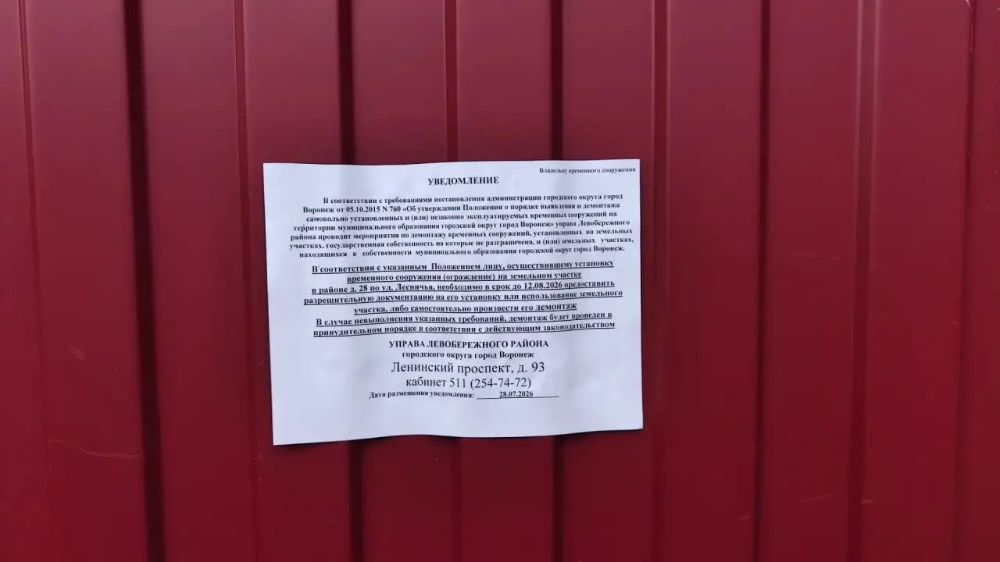 Владельцу временного сооружения
УВЕДОМЛЕНИЕ
В соответствии с требованиями постановления администрации городского округа город
Воронеж от 05.10.2015 N 760 «Об утверждении Положения о порядке выявления и демонтажа
самовольно установленных и (или) незаконно эксплуатируемых временных сооружений на
территории муниципального образования городской округ город Воронеж» управа Левобережного
района проводит мероприятия по демонтажу временных сооружений, установленных на земельных
участках, государственная собственность на которые не разграничена, и (или) земельных участках,
находящихся в собственности муниципального образования городской округ город Воронеж.
В соответствии с указанным Положением лицу, осуществившему установку
временного сооружения (ограждение) на земельном участке
в районе д. 28 по ул. Лесничья, необходимо в срок до 12.08.2026 предоставить
разрешительную документацию на его установку или использование земельного
участка, либо самостоятельно произвести его демонтаж
В случае невыполнения указанных требований, демонтаж будет проведен в
принудительном порядке в соответствии с действующим законодательством
УПРАВА ЛЕВОБЕРЕЖНОГО РАЙОНА
городского округа город Воронеж
Ленинский проспект, д. 93
кабинет 511 (254-74-72)
Дата размещения уведомления: 28.07.2026